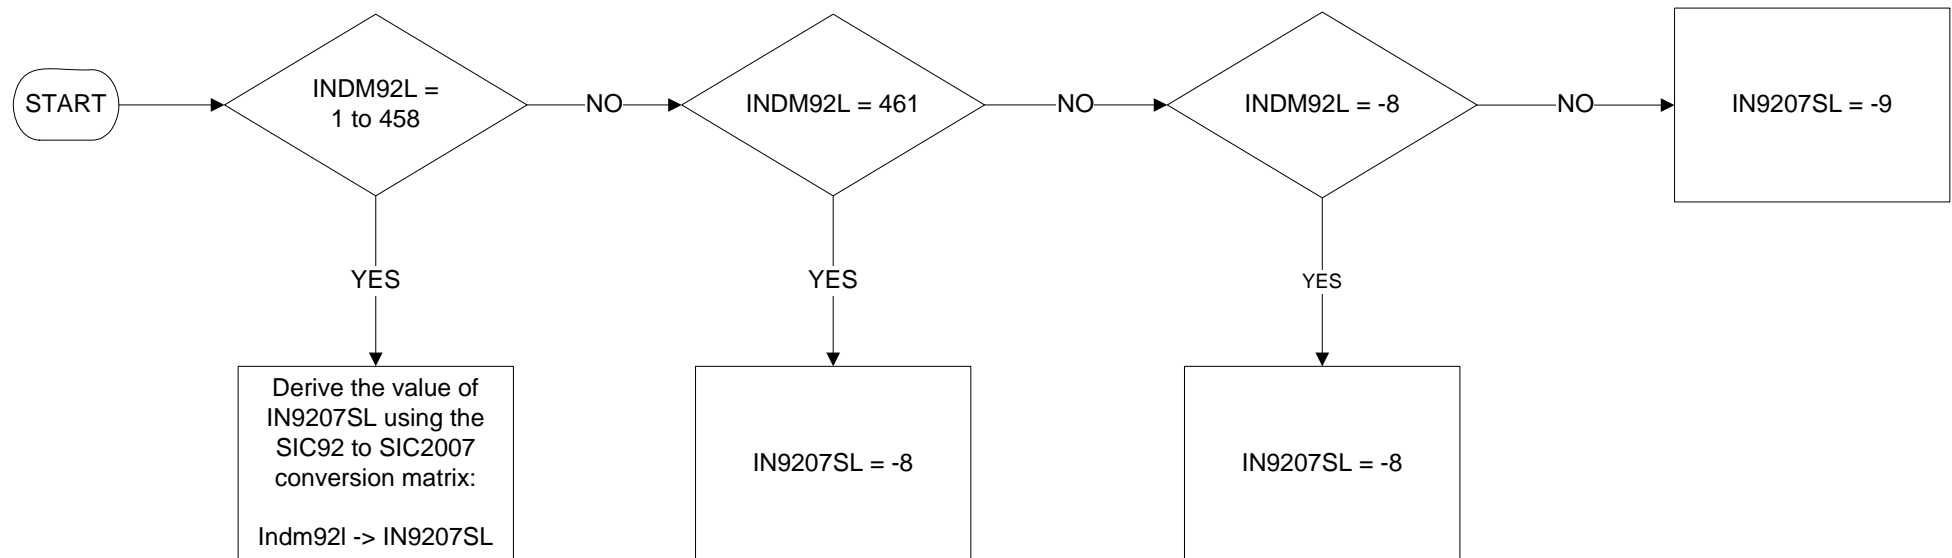 START
INDM92L =
1 to 458
NO
INDM92L = 461
NO
INDM92L = -8
NO
IN9207SL = -9
YES
YES
YES
Derive the value of
IN9207SL using the
SIC92 to SIC2007
conversion matrix:
Indm92l -> IN9207SL
IN9207SL = -8
IN9207SL = -8